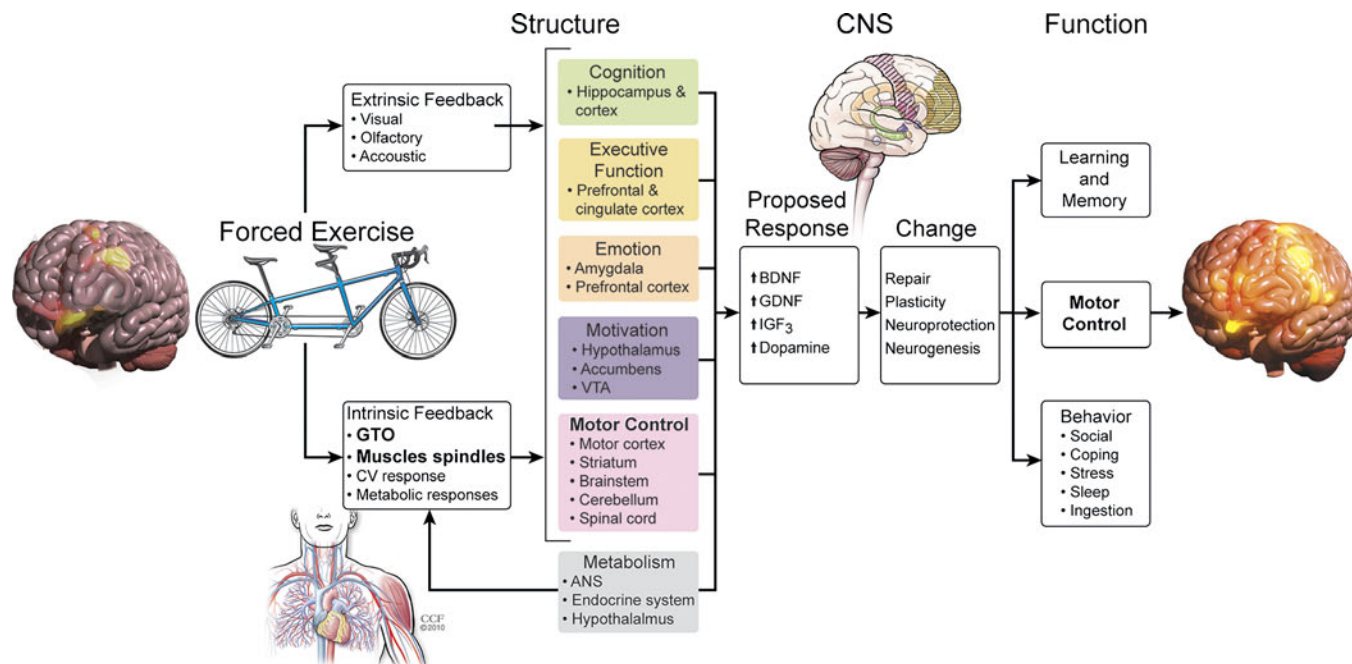 Structure
CNS
Function
Extrinsic Feedback
• Visual
• Olfactory
• Accoustic
Forced Exercise
Intrinsic Feedback
• GTO
• Muscles spindles
• CV response
• Metabolic responses
CCF
©2010
Cognition
• Hippocampus &
cortex
Executive
Function
• Prefrontal &
cingulate cortex
Emotion
• Amygdala
• Prefrontal cortex
Motivation
• Hypothalamus
• Accumbens
• VTA
Motor Control
• Motor cortex
• Striatum
• Brainstem
• Cerebellum
• Spinal cord
Metabolism
• ANS
• Endocrine system
• Hypothalalmus
Proposed
Response
⬆BDNF
⬆GDNF
⬆IGF₃
⬆Dopamine
Change
Repair
Plasticity
Neuroprotection
Neurogenesis
Learning
and
Memory
Motor
Control
Behavior
• Social
• Coping
• Stress
• Sleep
• Ingestion